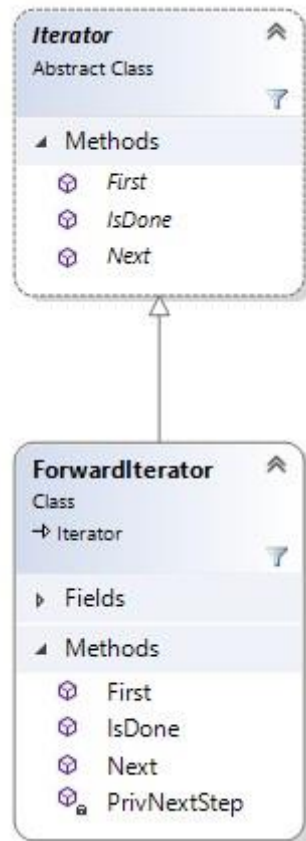 Iterator
Abstract Class
Methods
First
IsDone
Next
ForwardIterator
Class
Iterator
Fields
Methods
First
IsDone
Next
PrivNextStep